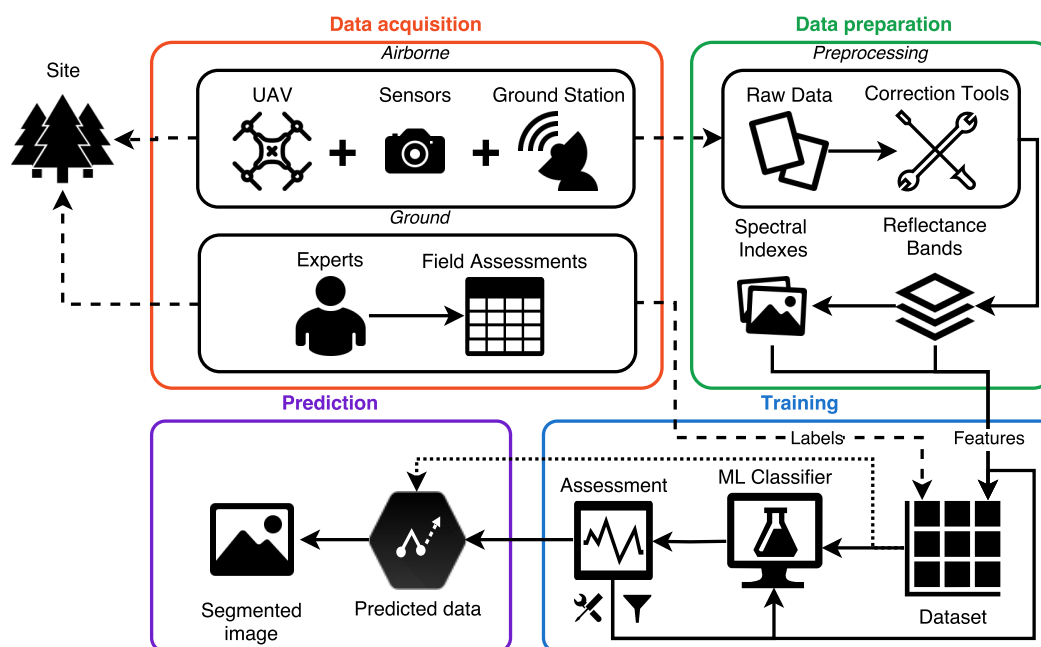 Data acquisition
Data preparation
Airborne
Preprocessing
Site
UAV
Sensors
Ground Station
Raw Data
Correction Tools
Ground
Experts
Field Assessments
Spectral
Indexes
Reflectance
Bands
Prediction
Training
Labels
Features
Assessment
ML Classifier
Segmented
image
Predicted data
Dataset